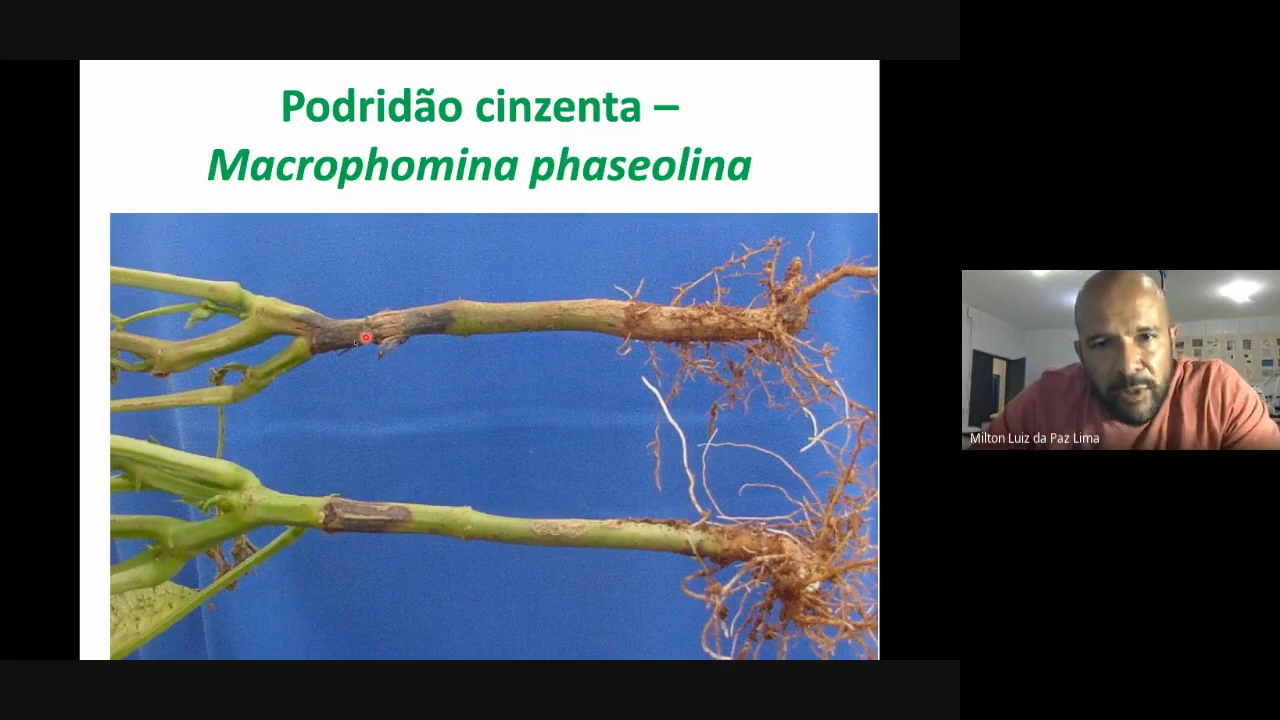 Podridão cinzenta –
Macrophomina phaseolina
Milton Luiz da Paz Lima